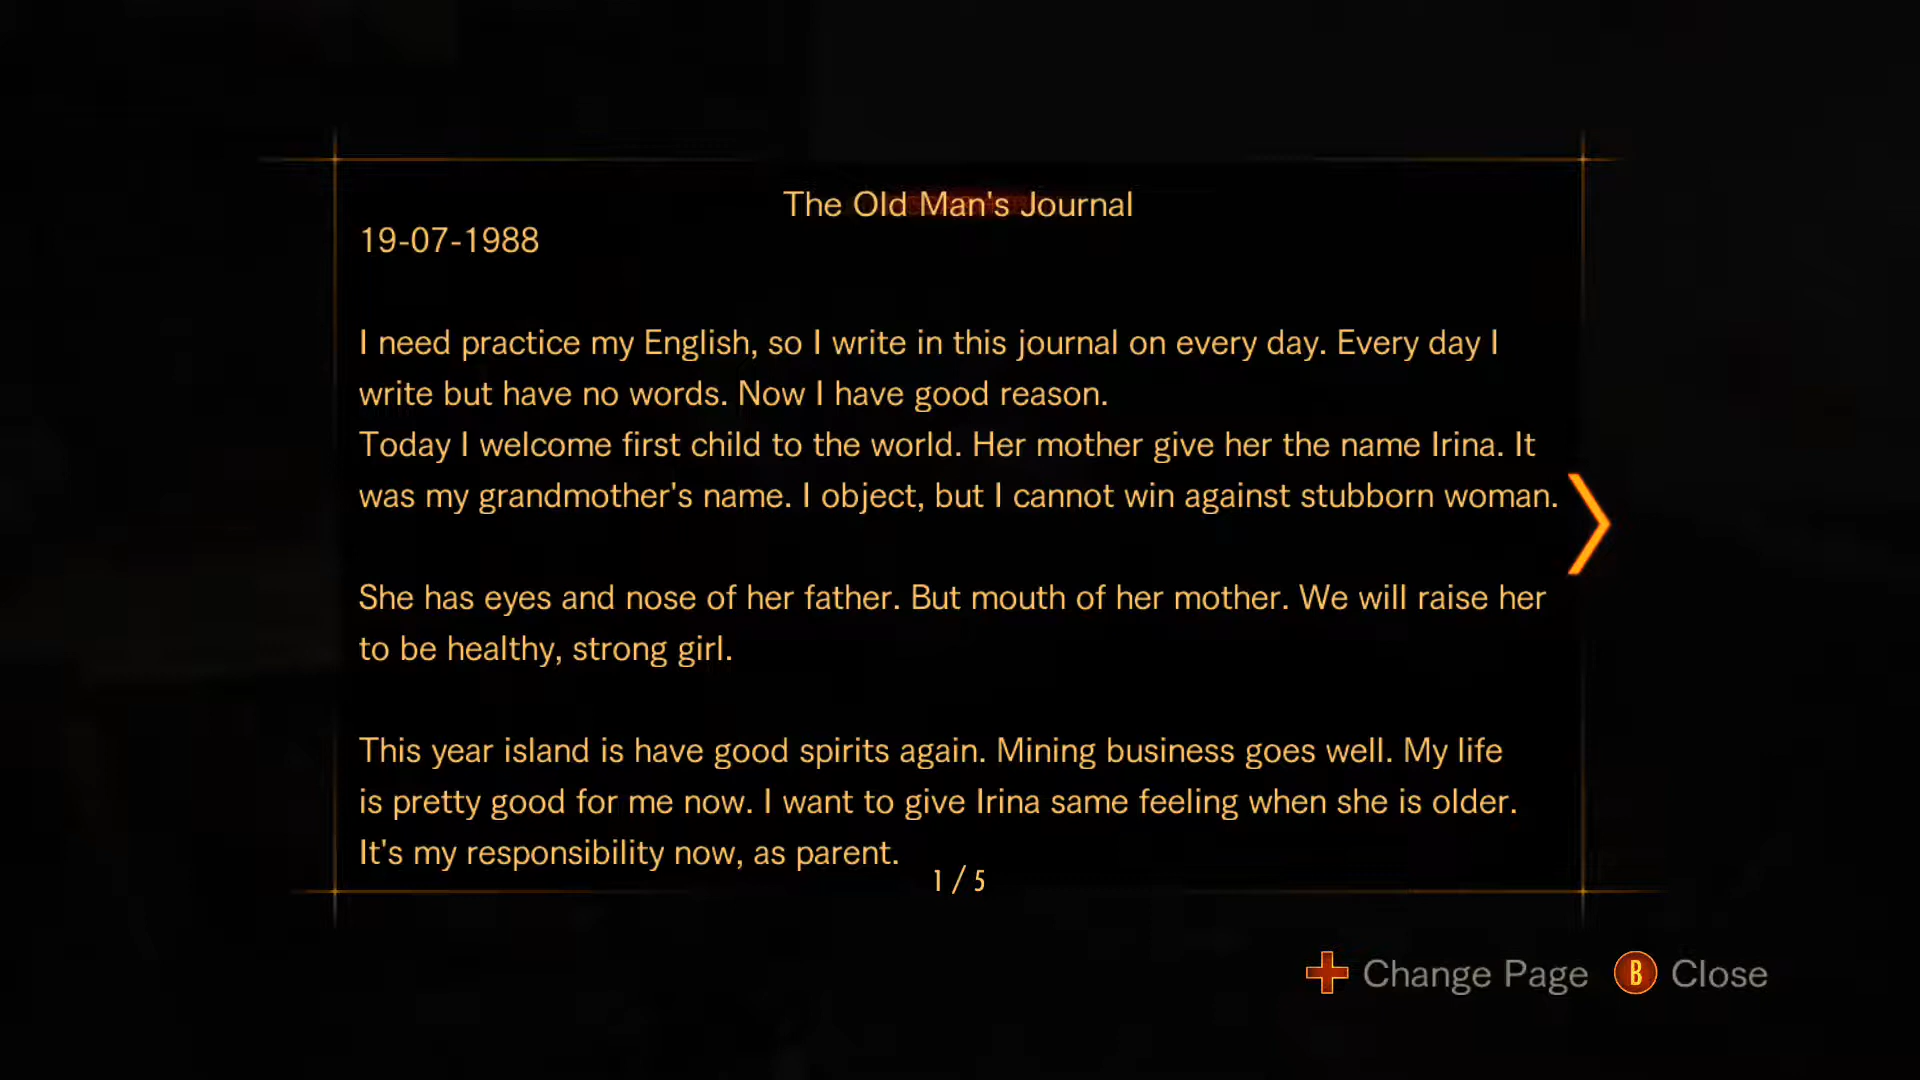 The Old Man's Journal
19-07-1988
I need practice my English, so I write in this journal on every day. Every day I
write but have no words. Now I have good reason.
Today I welcome first child to the world. Her mother give her the name Irina. It
was my grandmother's name. I object, but I cannot win against stubborn woman.
She has eyes and nose of her father. But mouth of her mother. We will raise her
to be healthy, strong girl.
This year island is have good spirits again. Mining business goes well. My life
is pretty good for me now. I want to give Irina same feeling when she is older.
It's my responsibility now, as parent.
1 / 5
Change Page B Close